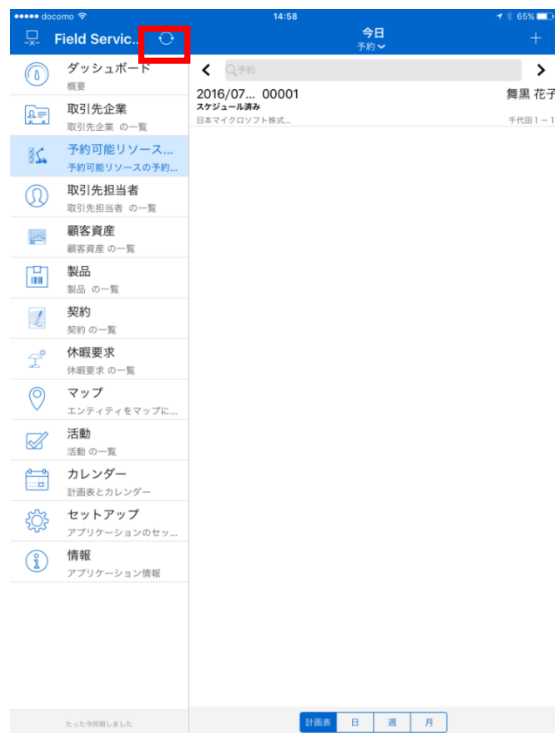 docomo 14:58 65%
Field Servic... 今日
予約
ダッシュボード
概要
取引先企業
取引先企業 の一覧
予約可能リソース...
予約可能リソースの予約...
取引先担当者
取引先担当者 の一覧
顧客資産
顧客資産 の一覧
製品
製品 の一覧
契約
契約 の一覧
休暇要求
休暇要求 の一覧
マップ
エンティティをマップに...
活動
活動 の一覧
カレンダー
計画表とカレンダー
セットアップ
アプリケーションのセッ...
情報
アプリケーション情報
たった今同期しました
予約
2016/07... 00001 舞黒 花子
スケジュール済み
日本マイクロソフト株式... 千代田1-1
計画表 日 週 月